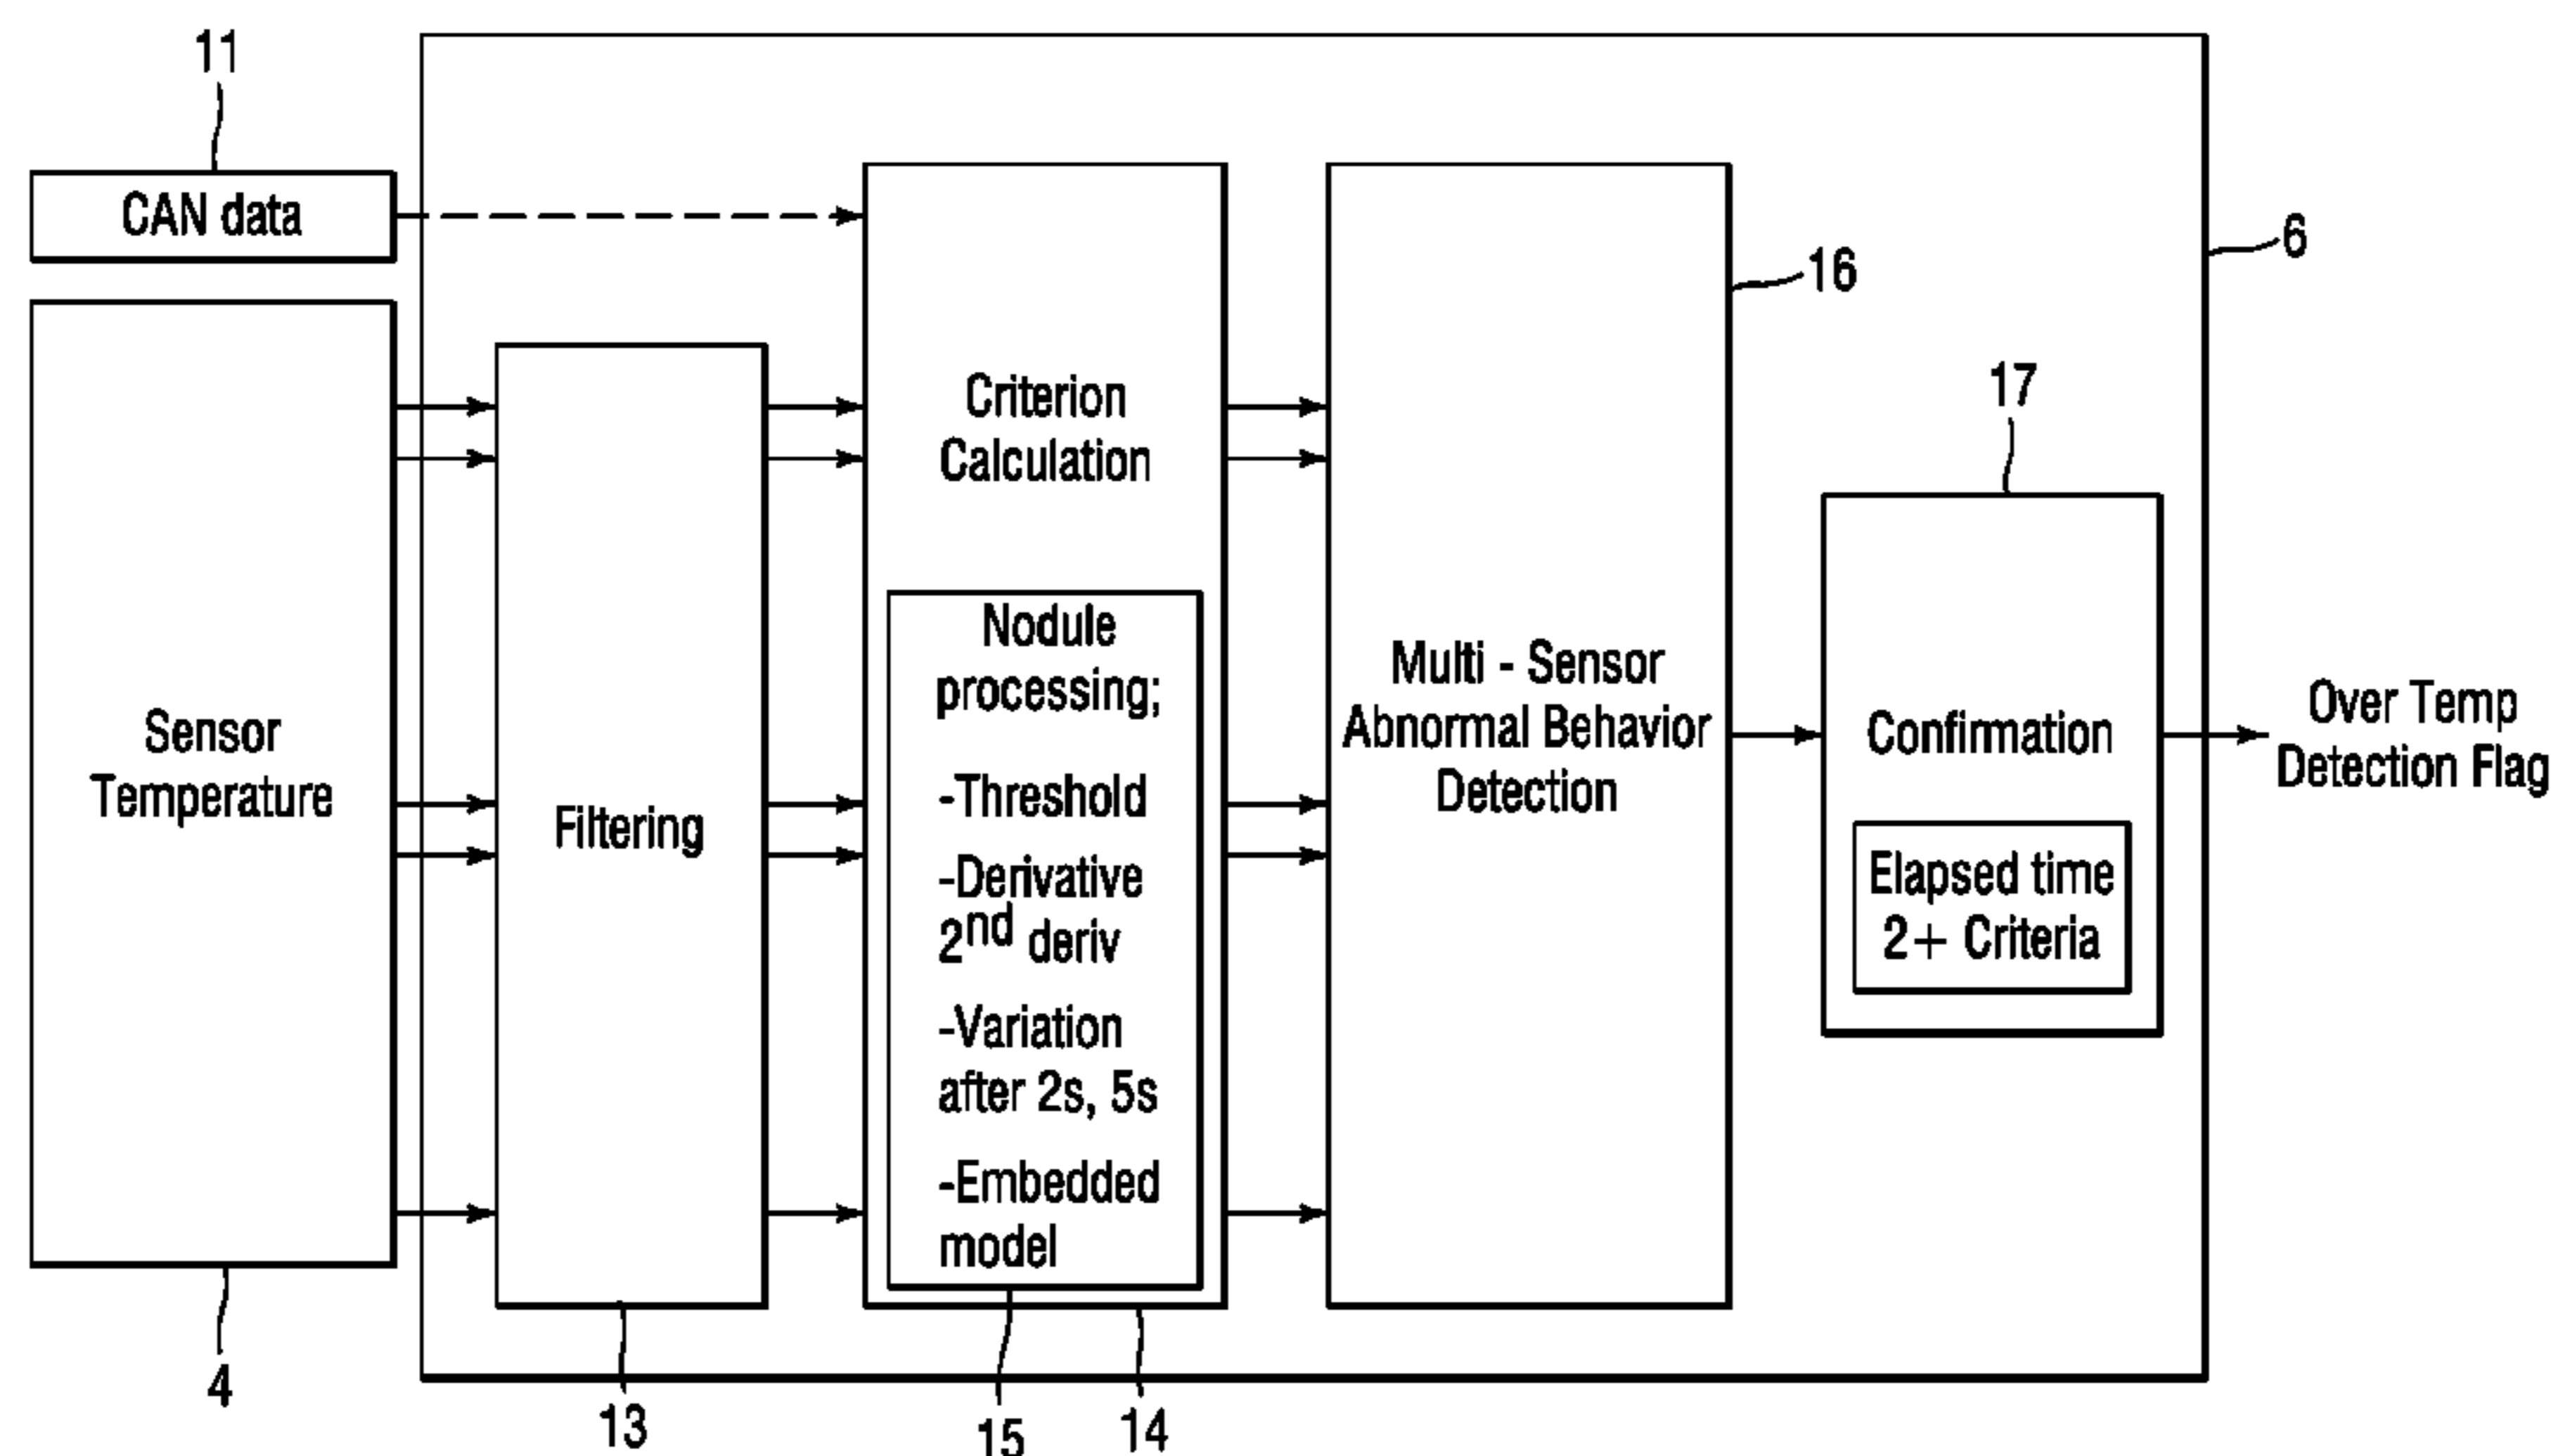 11
CAN data
6
16
Criterion
Calculation
17
Nodule
processing;
Multi - Sensor
Abnormal Behavior
Detection
Sensor
Temperature
Filtering
-Threshold
-Derivative
2nd deriv
-Variation
after 2s, 5s
-Embedded
model
Confirmation
Elapsed time
2+ Criteria
Over Temp
Detection Flag
4
13
15
14